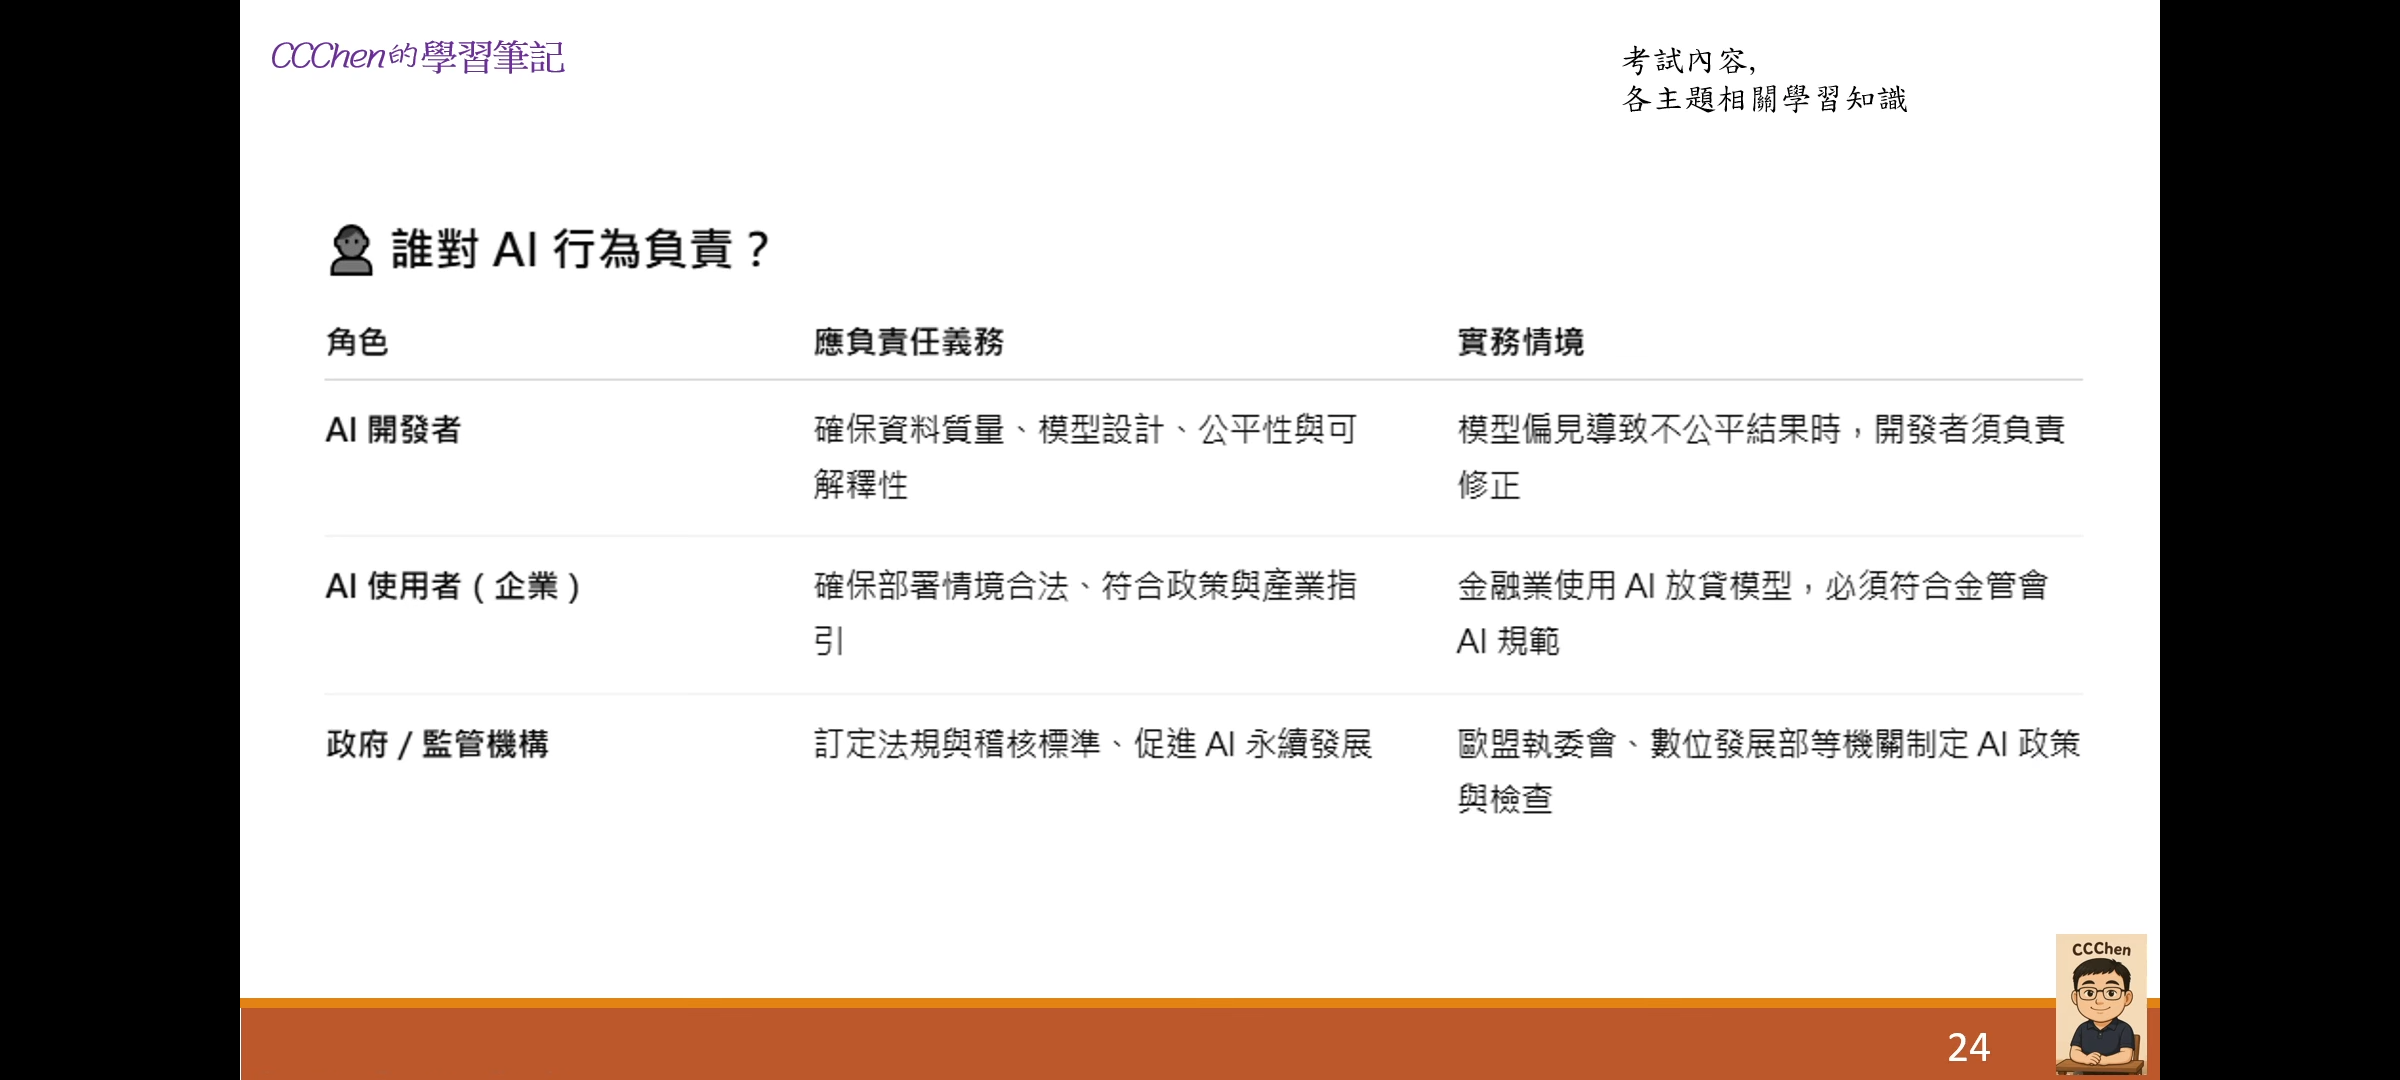 CCChen的學習筆記
考試內容,
各主題相關學習知識
誰對 AI 行為負責？
角色 應負責任義務 實務情境
AI 開發者 確保資料質量、模型設計、公平性與可 模型偏見導致不公平結果時，開發者須負責
解釋性 修正
AI 使用者（企業） 確保部署情境合法、符合政策與產業指 金融業使用 AI 放貸模型，必須符合金管會
引 AI 規範
政府 / 監管機構 訂定法規與稽核標準、促進 AI 永續發展 歐盟執委會、數位發展部等機關制定 AI 政策
與檢查
CCChen
24